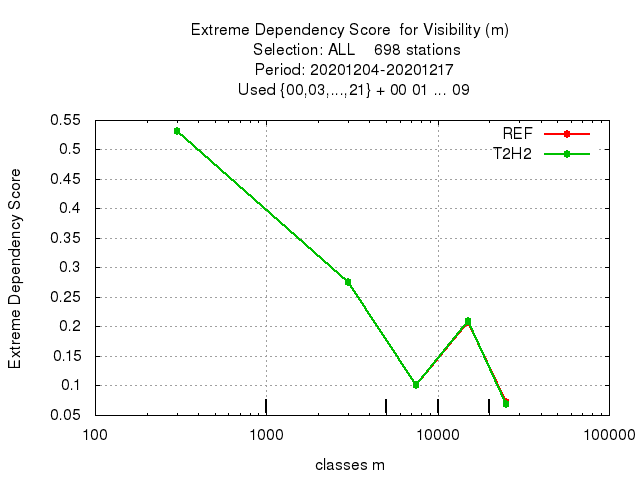 Extreme Dependency Score  for Visibility (m)
Selection: ALL    698 stations
Period: 20201204-20201217
Used {00,03,...,21} + 00 01 ... 09
REF
T2H2
Extreme Dependency Score
0.55
0.5
0.45
0.4
0.35
0.3
0.25
0.2
0.15
0.1
0.05
100
1000
10000
100000
classes m